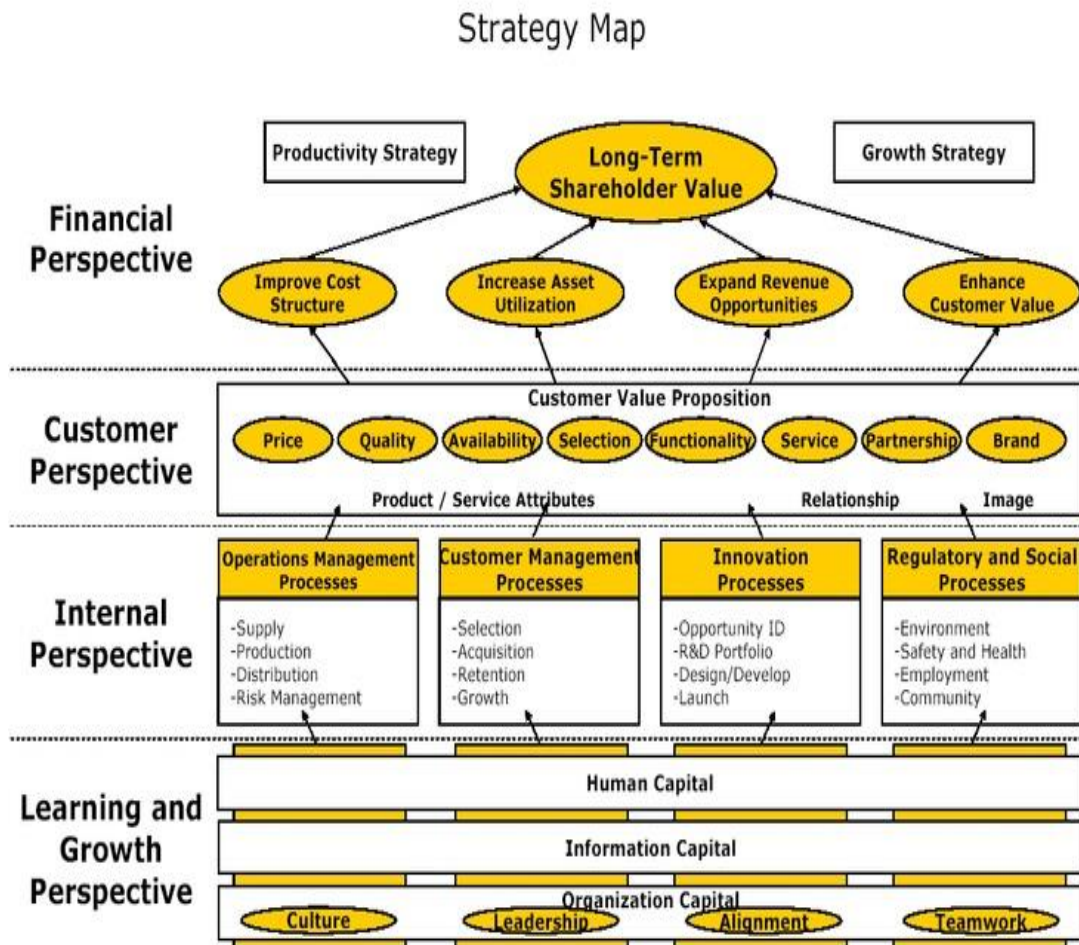 Strategy Map
Productivity Strategy
Long-Term
Shareholder Value
Growth Strategy
Financial
Perspective
Improve Cost
Structure
Increase Asset
Utilization
Expand Revenue
Opportunities
Enhance
Customer Value
Customer
Perspective
Customer Value Proposition
Price
Quality
Availability
Selection
Functionality
Service
Partnership
Brand
Product / Service Attributes
Relationship
Image
Internal
Perspective
Operations Management
Processes
-Supply
-Production
-Distribution
-Risk Management
Customer Management
Processes
-Selection
-Acquisition
-Retention
-Growth
Innovation
Processes
-Opportunity ID
-R&D Portfolio
-Design/Develop
-Launch
Regulatory and Social
Processes
-Environment
-Safety and Health
-Employment
-Community
Learning and
Growth
Perspective
Human Capital
Information Capital
Organization Capital
Culture
Leadership
Alignment
Teamwork